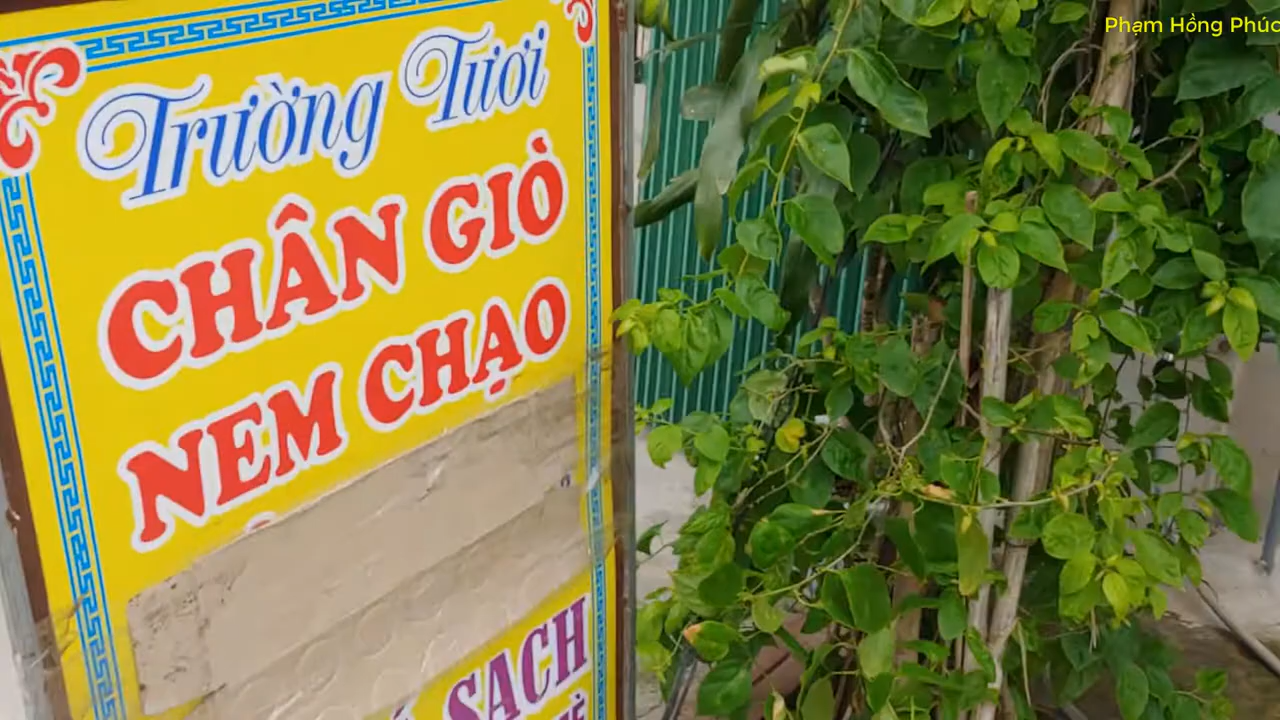 Phạm Hồng Phúc
Trường Tươi
CHÂN GIÒ
NEM CHẠO
SẠCH